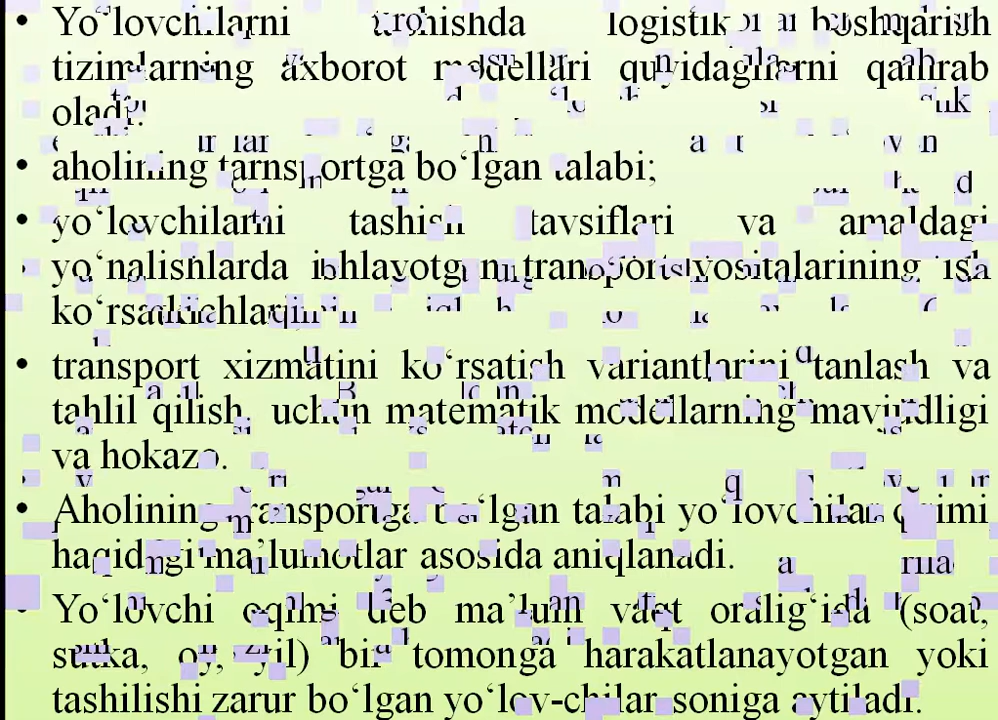 • Yo‘lovchilarni tashishda logistik boshqarish
tizimlarning axborot modellari quyidagilarni qamrab
oladi:
• aholining tarnsportga bo‘lgan talabi;
• yo‘lovchilarni tashish tavsiflari va amaldagi
yo‘nalishlarda ishlayotgan transport vositalarining ish
ko‘rsatkichlari;
• transport xizmatini ko‘rsatish variantlarini tanlash va
tahlil qilish uchun matematik modellarning mavjudligi
va hokazo.
• Aholining transportga bo‘lgan talabi yo‘lovchilar oqimi
haqidagi ma’lumotlar asosida aniqlanadi.
• Yo‘lovchi oqimi deb ma’lum vaqt oralig‘ida (soat,
sutka, oy, yil) bir tomonga harakatlanayotgan yoki
tashilishi zarur bo‘lgan yo‘lov-chilar soniga aytiladi.